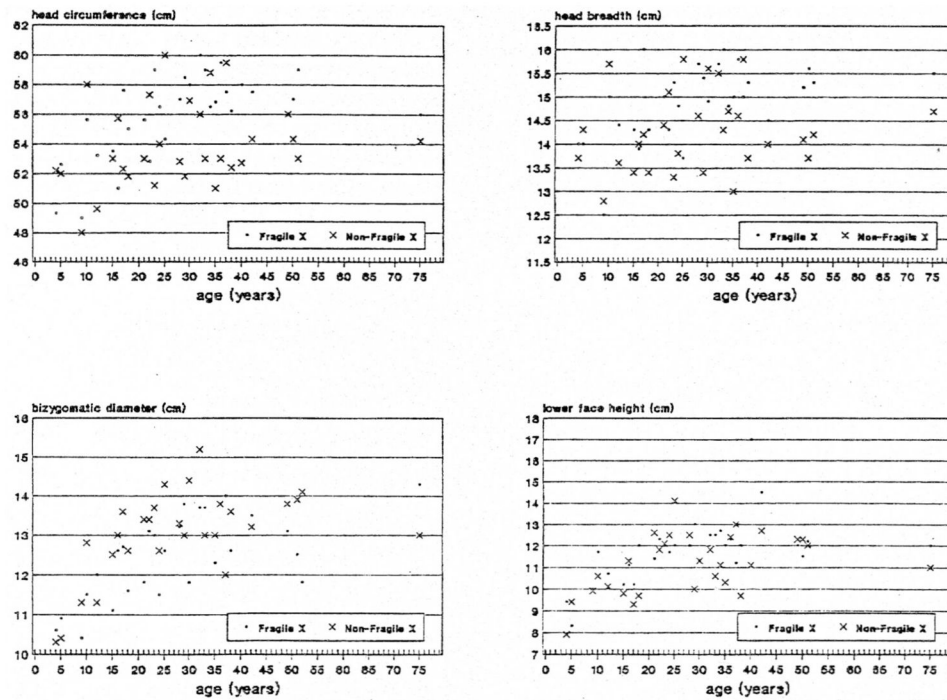 head circumference (cm)
62
60
58
56
54
52
50
48
46
Fragile X
Non-Fragile X
0 5 10 15 20 25 30 35 40 45 50 55 60 65 70 75
age (years)
head breadth (cm)
16.5
16
15.5
15
14.5
14
13.5
13
12.5
12
11.5
Fragile X
Non-Fragile X
0 5 10 15 20 25 30 35 40 45 50 55 60 65 70 75
age (years)
bizygomatic diameter (cm)
16
15
14
13
12
11
10
Fragile X
Non-Fragile X
0 5 10 15 20 25 30 35 40 45 50 55 60 65 70 75
age (years)
lower face height (cm)
18
17
16
15
14
13
12
11
10
9
8
7
Fragile X
Non-Fragile X
0 5 10 15 20 25 30 35 40 45 50 55 60 65 70 75
age (years)